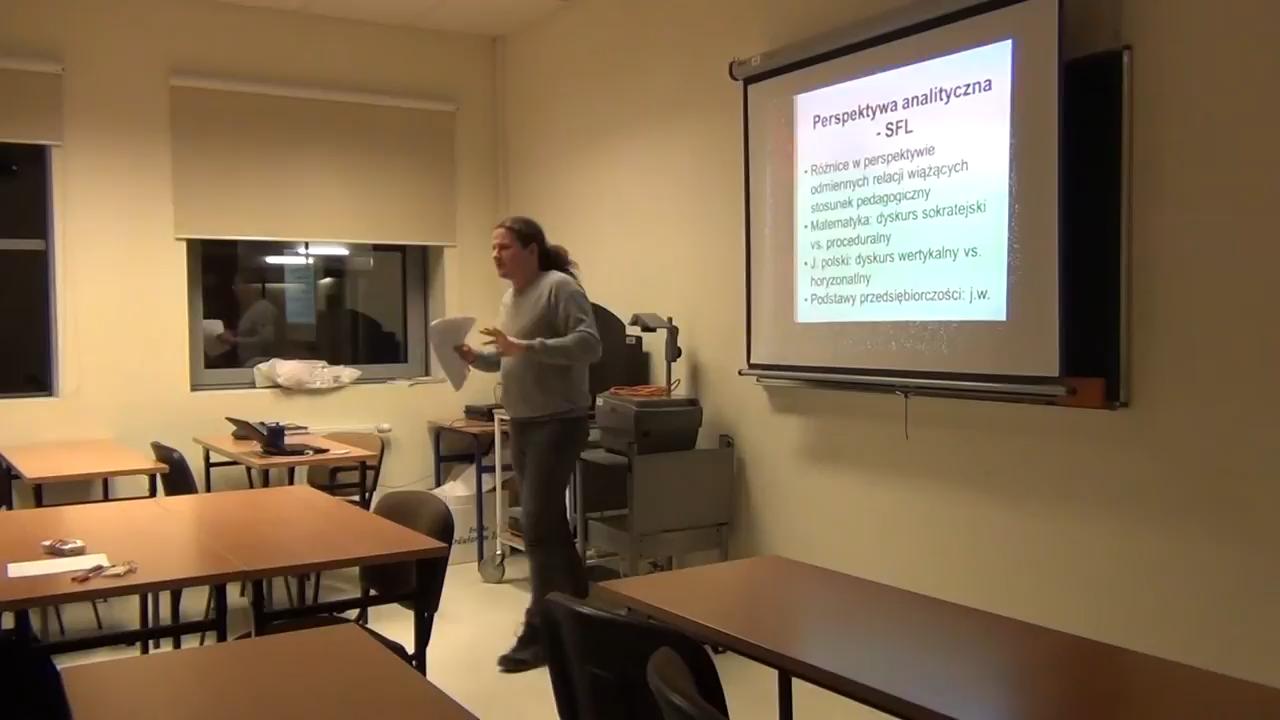 Perspektywa analityczna
- SFL
• Różnice w perspektywie
odmiennych relacji wiążących
stosunek pedagogiczny
• Matematyka: dyskurs sokratejski
vs. proceduralny
• J. polski: dyskurs wertykalny vs.
horyzonatlny
• Podstawy przedsiębiorczości: j.w.